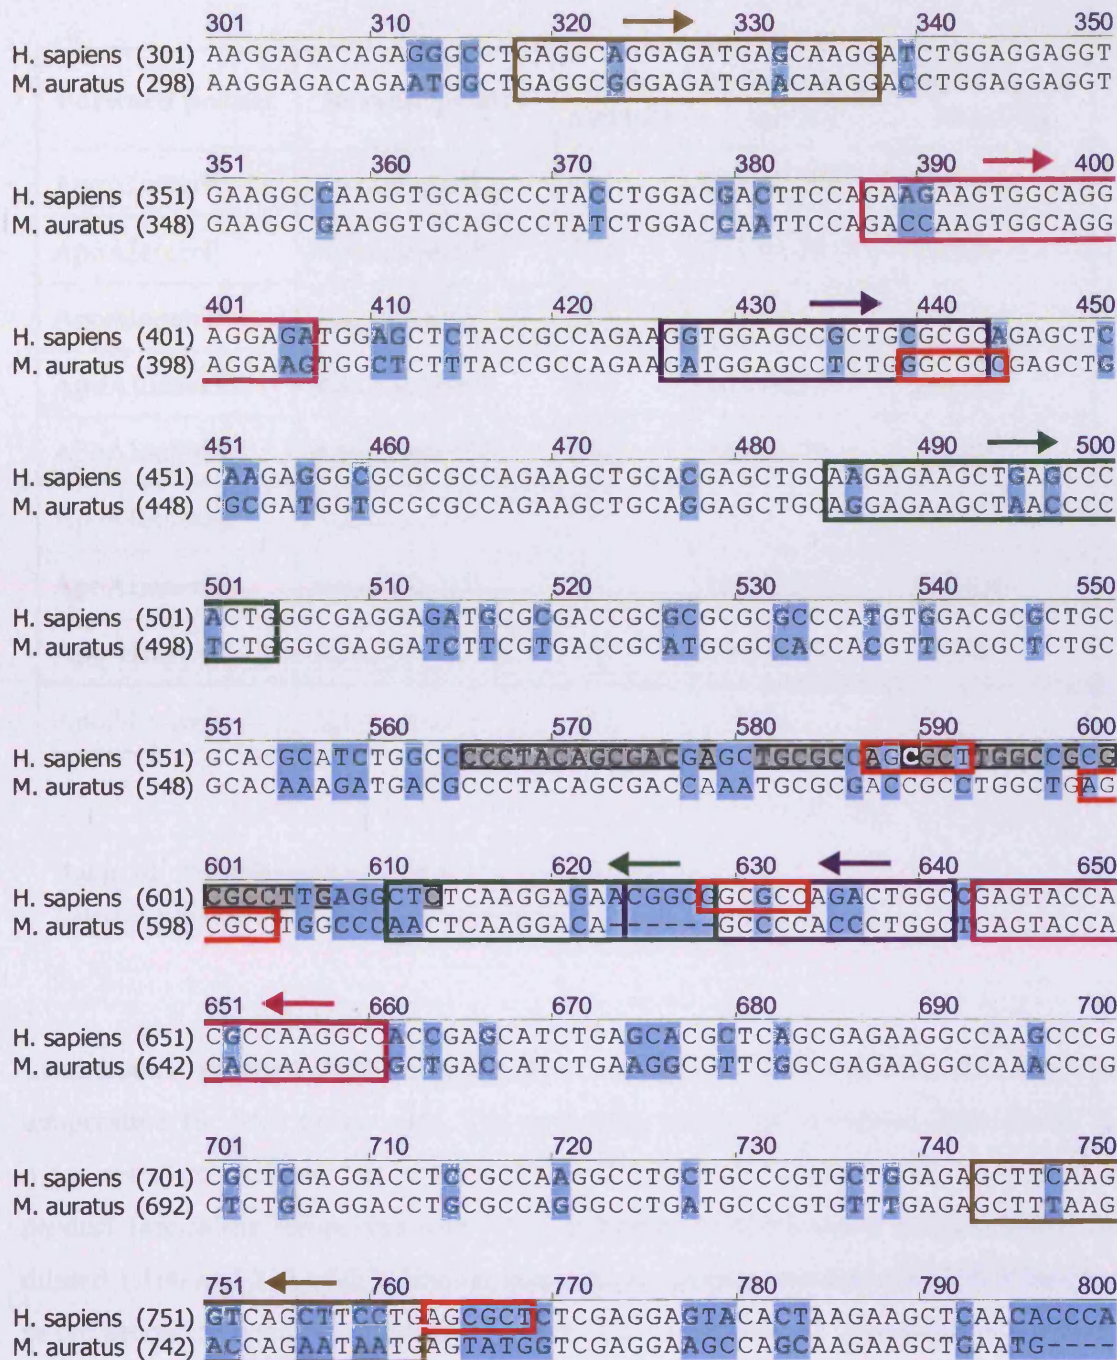 301 310 320 330 340 350
H. sapiens (301) AAGGAGACAGAGGGCCTGAGGCAGGAGATGAGCAAGGATCTGGAGGAGGT
M. auratus (298) AAGGAGACAGAATGGCTGAGGCGGGAGATGAACAAGGACCTGGAGGAGGT
351 360 370 380 390 400
H. sapiens (351) GAAGGCCAAGGTGCAGCCCTACCTGGACGACTTCCAGAAGAAGTGGCAGG
M. auratus (348) GAAGGCGAAGGTGCAGCCCTATCTGGACCAATTCCAGACCAAGTGGCAGG
401 410 420 430 440 450
H. sapiens (401) AGGAGATGGAGCTCTACCGCCAGAAGGTGGAGCCGCTGCGCGCAGAGCTC
M. auratus (398) AGGAAGTGGCTCTTTACCGCCAGAAGATGGAGCCTCTGGGCGCCGAGCTG
451 460 470 480 490 500
H. sapiens (451) CAAGAGGGCGCGCGCCAGAAGCTGCACGAGCTGCAAGAGAAGCTGAGCCC
M. auratus (448) CGCGATGGTGCGCGCCAGAAGCTGCAGGAGCTGCAGGAGAAGCTAACCCC
501 510 520 530 540 550
H. sapiens (501) ACTGGGCGAGGAGATGCGCGACCGCGCGCGCGCCCATGTGGACGCGCTGC
M. auratus (498) TCTGGGCGAGGATCTTCGTGACCGCATGCGCCACCACGTTGACGCTCTGC
551 560 570 580 590 600
H. sapiens (551) GCACGCATCTGGCCCCCTACAGCGACGAGCTGCGCCAGCGCTTGGCCGCG
M. auratus (548) GCACAAAGATGACGCCCTACAGCGACCAAATGCGCGACCGCCTGGCTGAG
601 610 620 630 640 650
H. sapiens (601) CGCCTTGAGGCTCTCAAGGAGAACGGCGGCGCCAGACTGGCCGAGTACCA
M. auratus (598) CGCCTGGCCCAACTCAAGGACA------GCCCCACCCTGGCTGAGTACCA
651 660 670 680 690 700
H. sapiens (651) CGCCAAGGCCACCGAGCATCTGAGCACGCTCAGCGAGAAGGCCAAGCCCG
M. auratus (642) CACCAAGGCCGCTGACCATCTGAAGGCGTTCGGCGAGAAGGCCAAACCCG
701 710 720 730 740 750
H. sapiens (701) CGCTCGAGGACCTGCGCCAAGGCCTGCTGCCCGTGCTGGAGAGCTTCAAG
M. auratus (692) CTCTGGAGGACCTGCGCCAGGGCCTGATGCCCGTGTTTGAGAGCTTTAAG
751 760 770 780 790 800
H. sapiens (751) GTCAGCTTCCTGAGCGCTCTCGAGGAGTACACTAAGAAGCTCAACACCCA
M. auratus (742) ACCAGAATAATGAGTATGGTCGAGGAAGCCAGCAAGAAGCTGAATG----